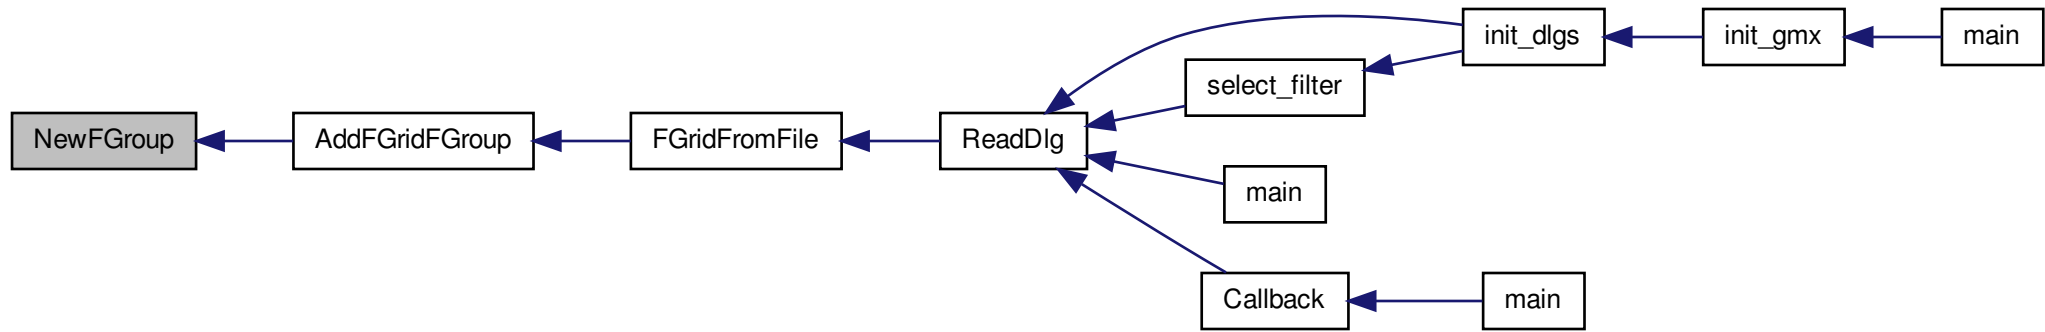 NewFGroup
AddFGridFGroup
FGridFromFile
ReadDlg
init_dlgs
init_gmx
main
select_filter
main
Callback
main